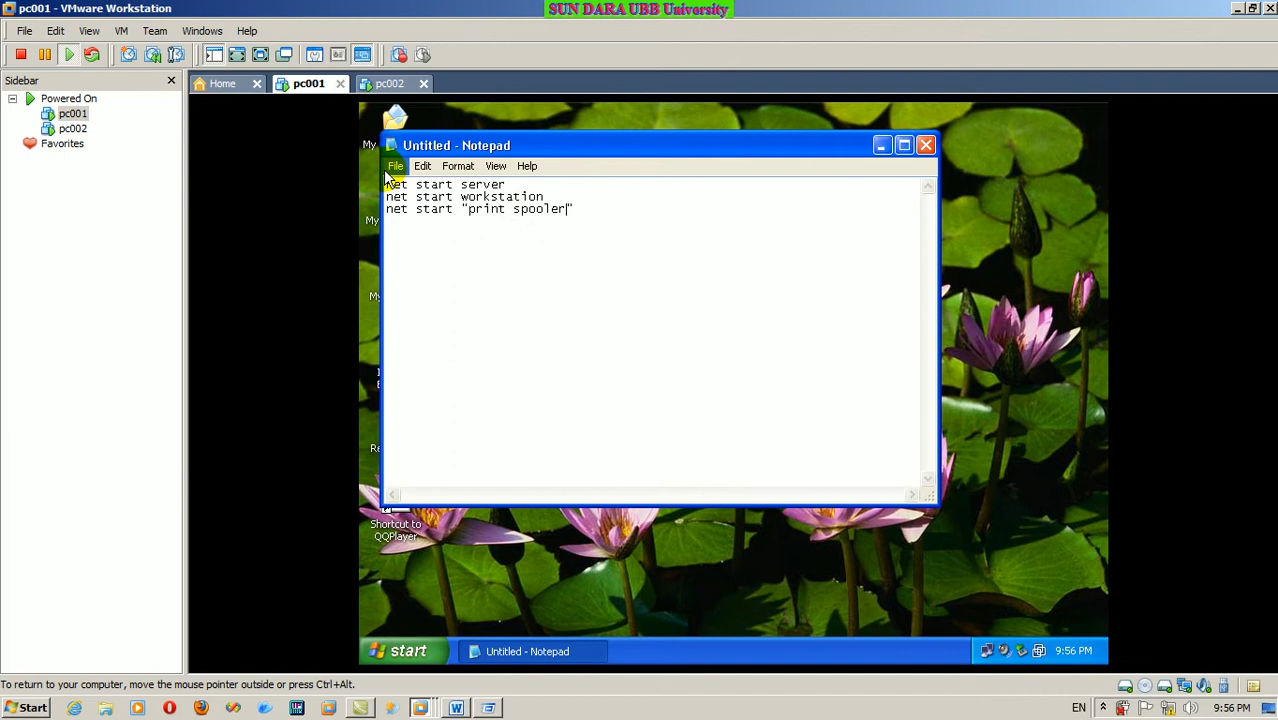 pc001 - VMware Workstation
SUN DARA UBB University
File Edit View VM Team Windows Help
Sidebar
Home pc001 pc002
Powered On
pc001
pc002
Favorites
Untitled - Notepad
File Edit Format View Help
net start server
net start workstation
net start "print spooler"
Shortcut to
QQPlayer
start Untitled - Notepad 9:56 PM
To return to your computer, move the mouse pointer outside or press Ctrl+Alt.
Start EN 9:56 PM